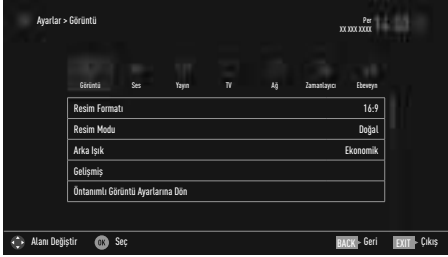 Ayarlar > Görüntü
Per
XX XXX XXXX
Görüntü Ses Yayın TV Ağ Zamanlayıcı Ebeveyn
Resim Formatı 16:9
Resim Modu Doğal
Arka Işık Ekonomik
Gelişmiş
Öntanımlı Görüntü Ayarlarına Dön
Alanı Değiştir OK Seç BACK Geri EXIT Çıkış